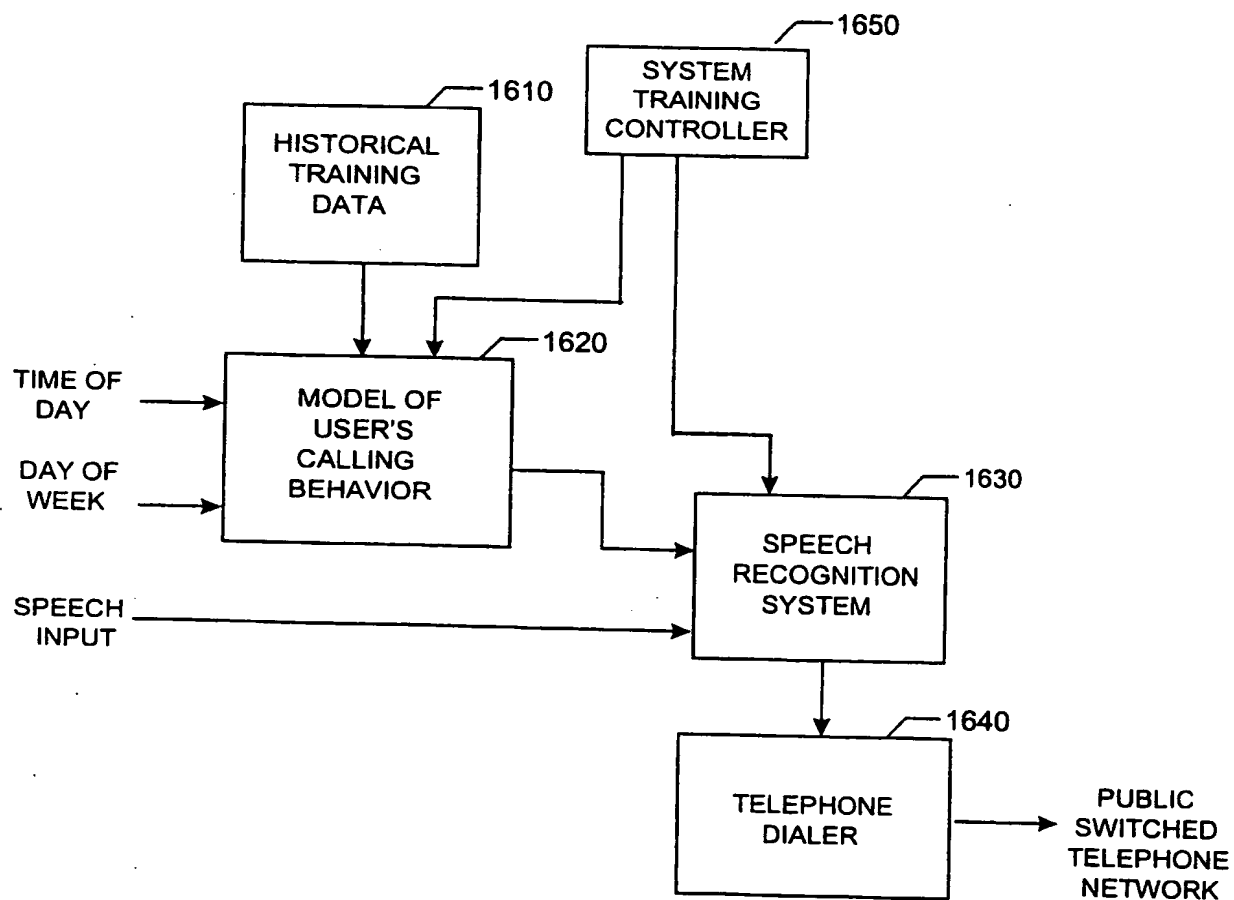 1650
SYSTEM
TRAINING
CONTROLLER
1610
HISTORICAL
TRAINING
DATA
1620
TIME OF
DAY
MODEL OF
USER'S
CALLING
BEHAVIOR
DAY OF
WEEK
1630
SPEECH
RECOGNITION
SYSTEM
SPEECH
INPUT
1640
TELEPHONE
DIALER
PUBLIC
SWITCHED
TELEPHONE
NETWORK